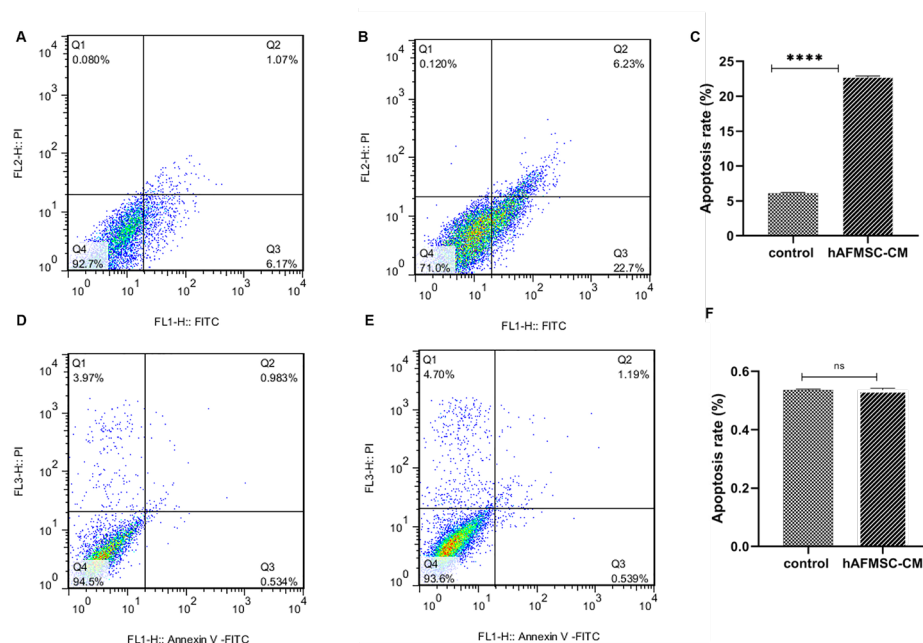 A
Q1
0.080%
Q2
1.07%
Q4
92.7%
Q3
6.17%
10^4
10^3
10^2
10^1
10^0
10^0 10^1 10^2 10^3 10^4
FL2-H:: PI
FL1-H:: FITC
B
Q1
0.120%
Q2
6.23%
Q4
71.0%
Q3
22.7%
10^4
10^3
10^2
10^1
10^0
10^0 10^1 10^2 10^3 10^4
FL2-H:: PI
FL1-H:: FITC
C
****
25
20
15
10
5
0
Apoptosis rate (%)
control hAFMSC-CM
D
Q1
3.97%
Q2
0.983%
Q4
94.5%
Q3
0.534%
10^4
10^3
10^2
10^1
10^0
10^0 10^1 10^2 10^3 10^4
FL3-H:: PI
FL1-H:: Annexin V -FITC
E
Q1
4.70%
Q2
1.19%
Q4
93.6%
Q3
0.539%
10^4
10^3
10^2
10^1
10^0
10^0 10^1 10^2 10^3 10^4
FL3-H:: PI
FL1-H:: Annexin V -FITC
F
ns
0.6
0.4
0.2
0.0
Apoptosis rate (%)
control hAFMSC-CM